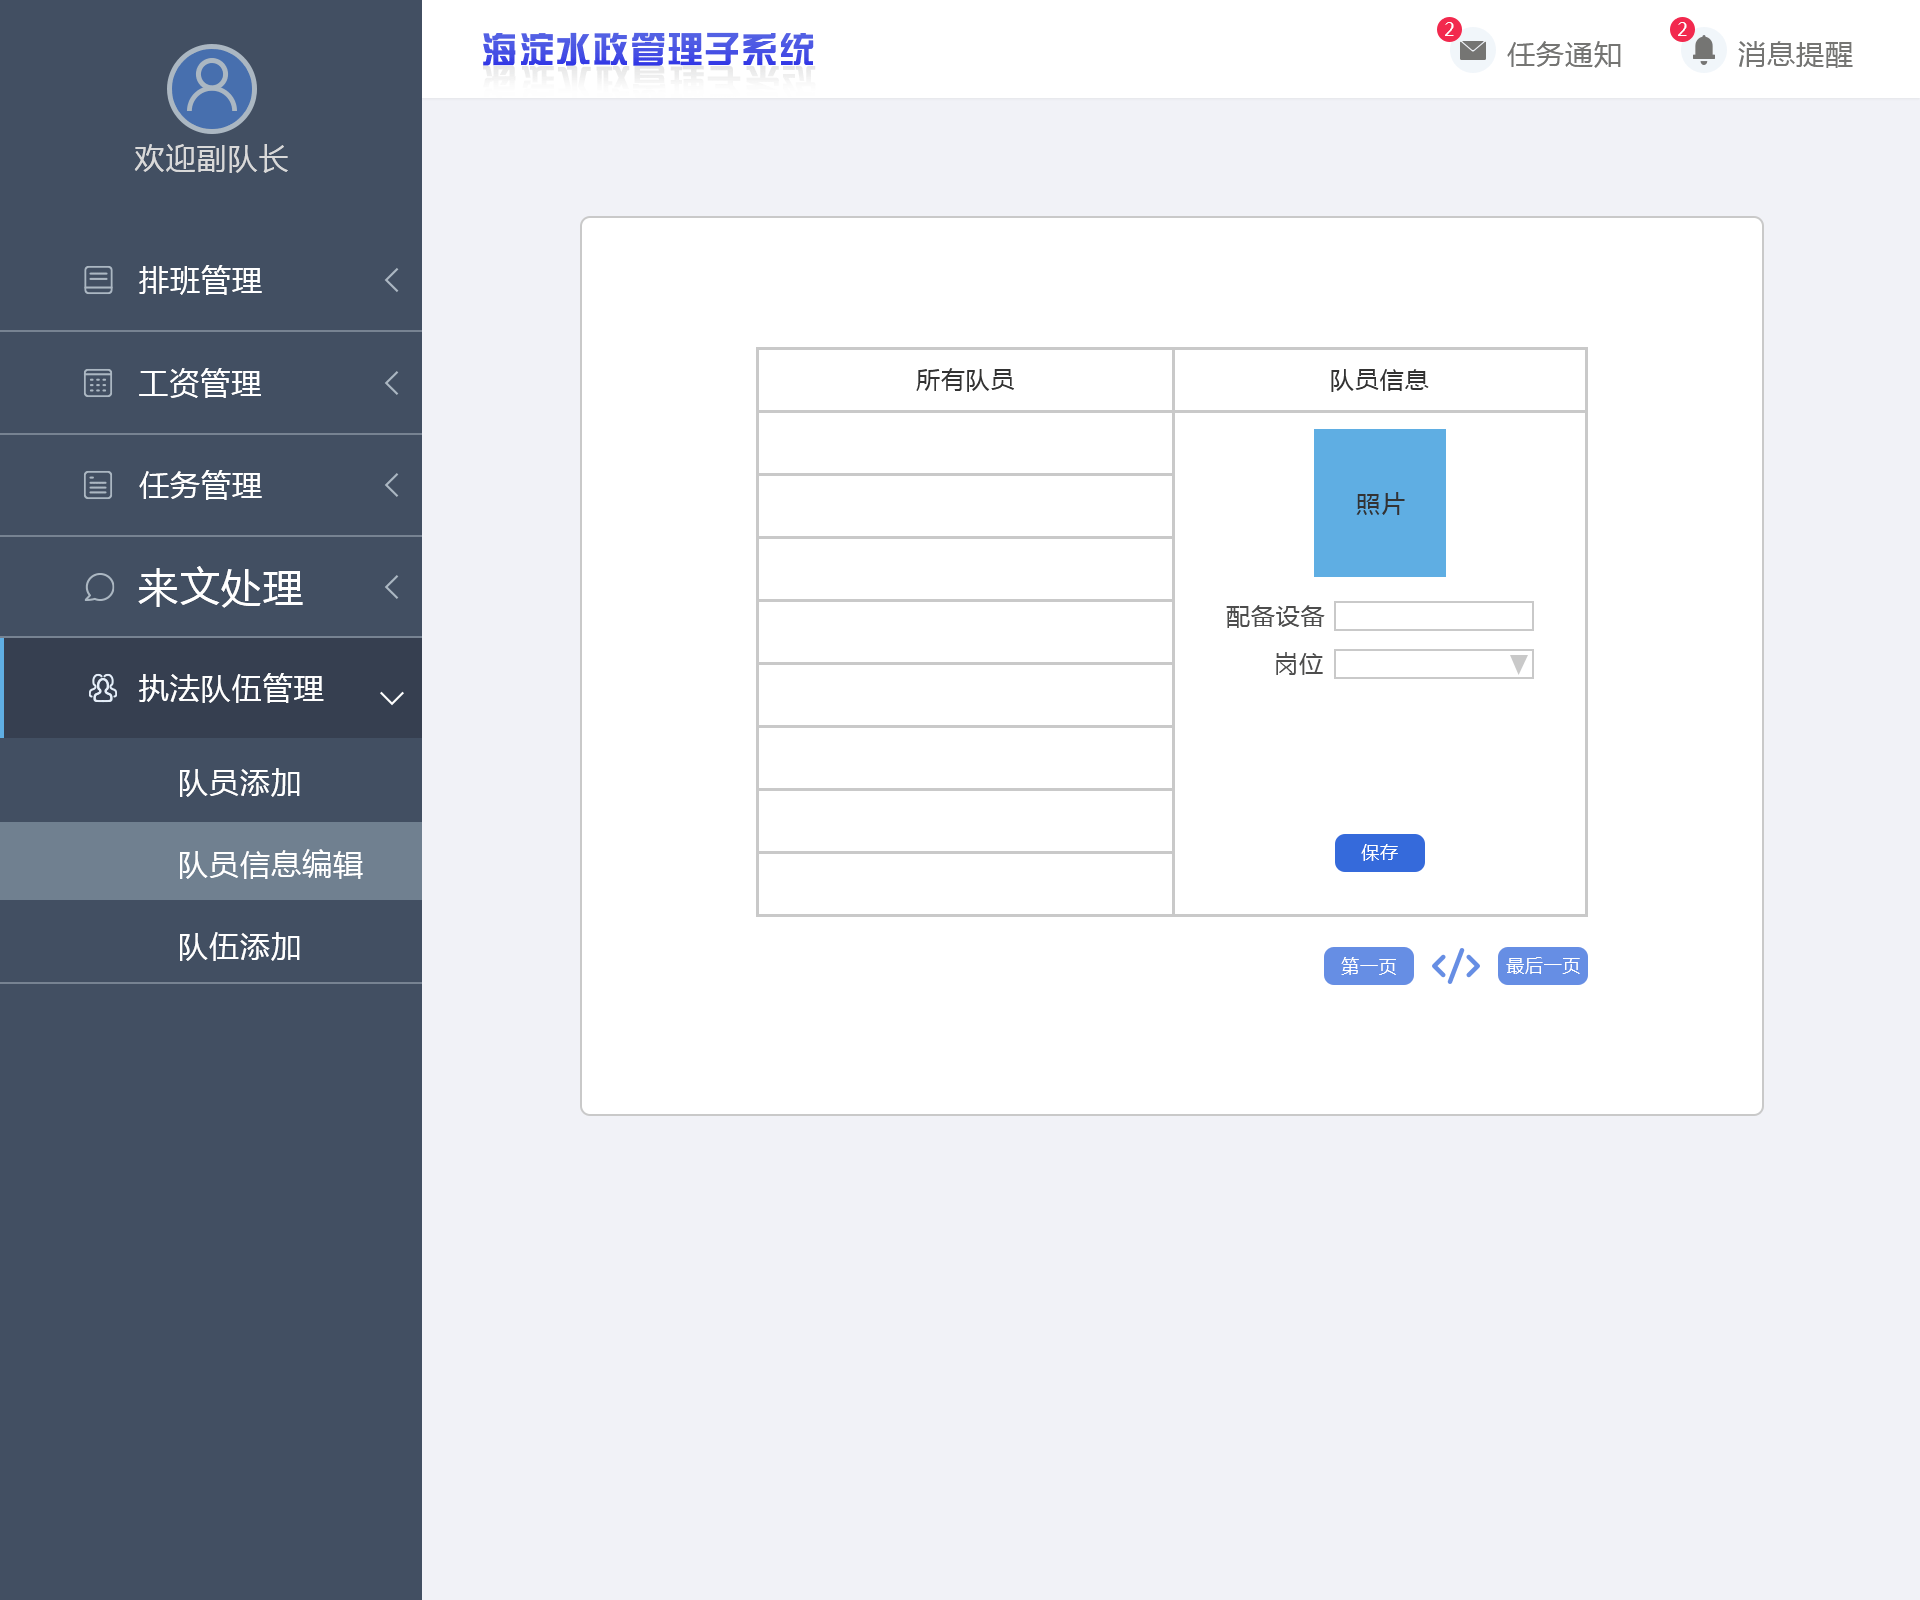 欢迎副队长
排班管理
工资管理
任务管理
来文处理
执法队伍管理
队员添加
队员信息编辑
队伍添加
海淀水政管理子系统
2
任务通知
2
消息提醒
所有队员
队员信息
照片
配备设备
岗位
保存
第一页
</>
最后一页